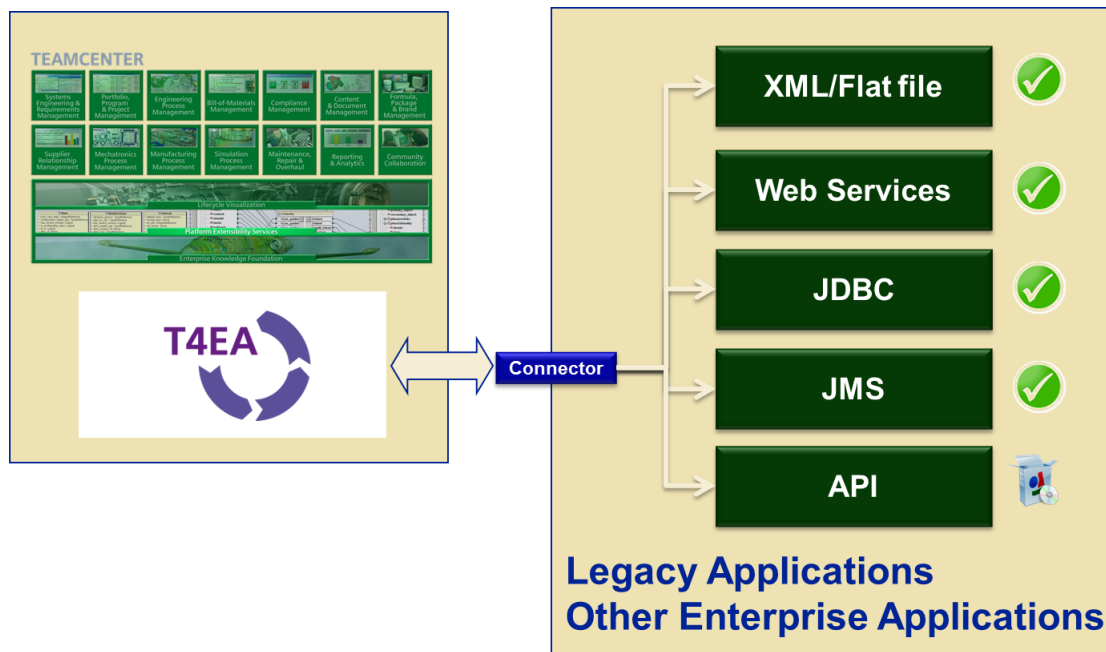 TEAMCENTER
Systems
Engineering &
Requirements
Management
Portfolio,
Program
& Project
Management
Engineering
Process
Management
Bill-of-Materials
Management
Compliance
Management
Content
& Document
Management
Formula,
Package
& Brand
Management
Supplier
Relationship
Management
Mechatronics
Process
Management
Manufacturing
Process
Management
Simulation
Process
Management
Maintenance,
Repair &
Overhaul
Reporting
& Analytics
Community
Collaboration
Lifecycle Visualization
Platform Extensibility Services
Enterprise Knowledge Foundation
T4EA
Connector
XML/Flat file
Web Services
JDBC
JMS
API
Legacy Applications
Other Enterprise Applications